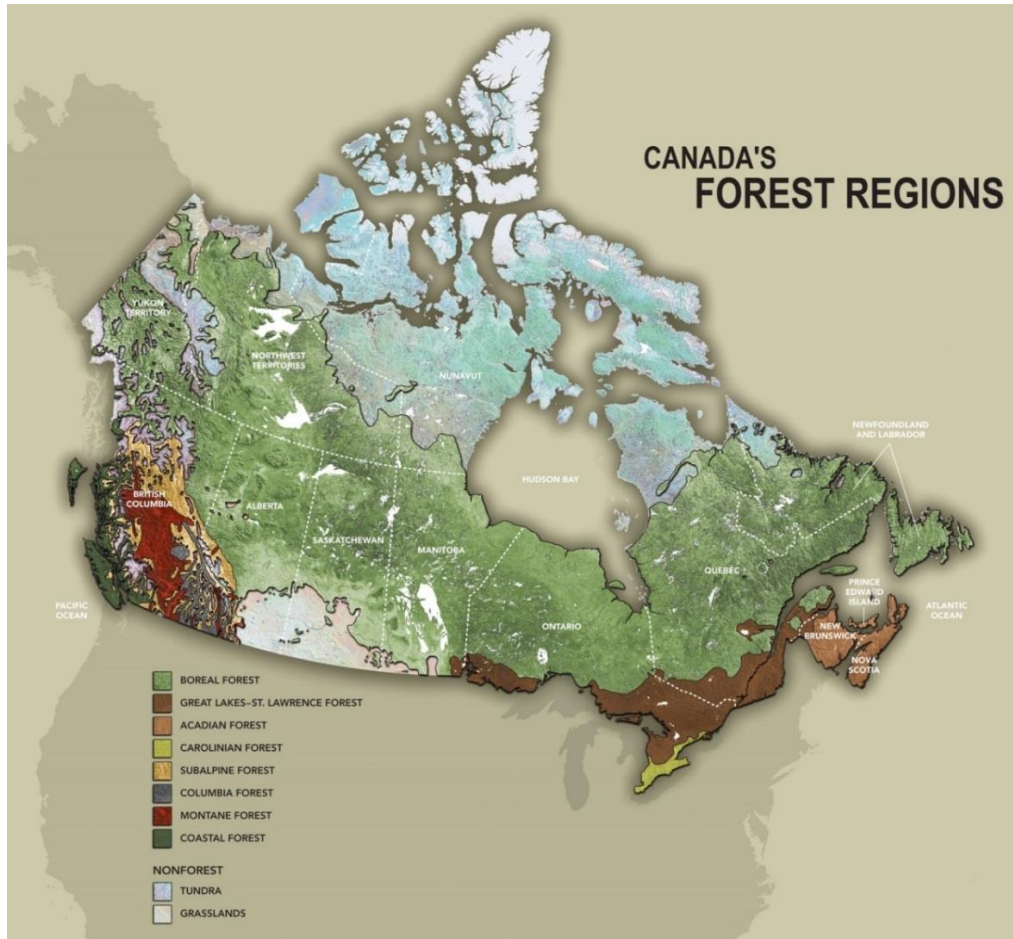 CANADA'S
FOREST REGIONS
YUKON
TERRITORY
NORTHWEST
TERRITORIES
NUNAVUT
NEWFOUNDLAND
AND LABRADOR
HUDSON BAY
BRITISH
COLUMBIA
ALBERTA
SASKATCHEWAN
MANITOBA
QUEBEC
ONTARIO
PRINCE
EDWARD
ISLAND
PACIFIC
OCEAN
ATLANTIC
OCEAN
NEW
BRUNSWICK
NOVA
SCOTIA
BOREAL FOREST
GREAT LAKES–ST. LAWRENCE FOREST
ACADIAN FOREST
CAROLINIAN FOREST
SUBALPINE FOREST
COLUMBIA FOREST
MONTANE FOREST
COASTAL FOREST
NONFOREST
TUNDRA
GRASSLANDS